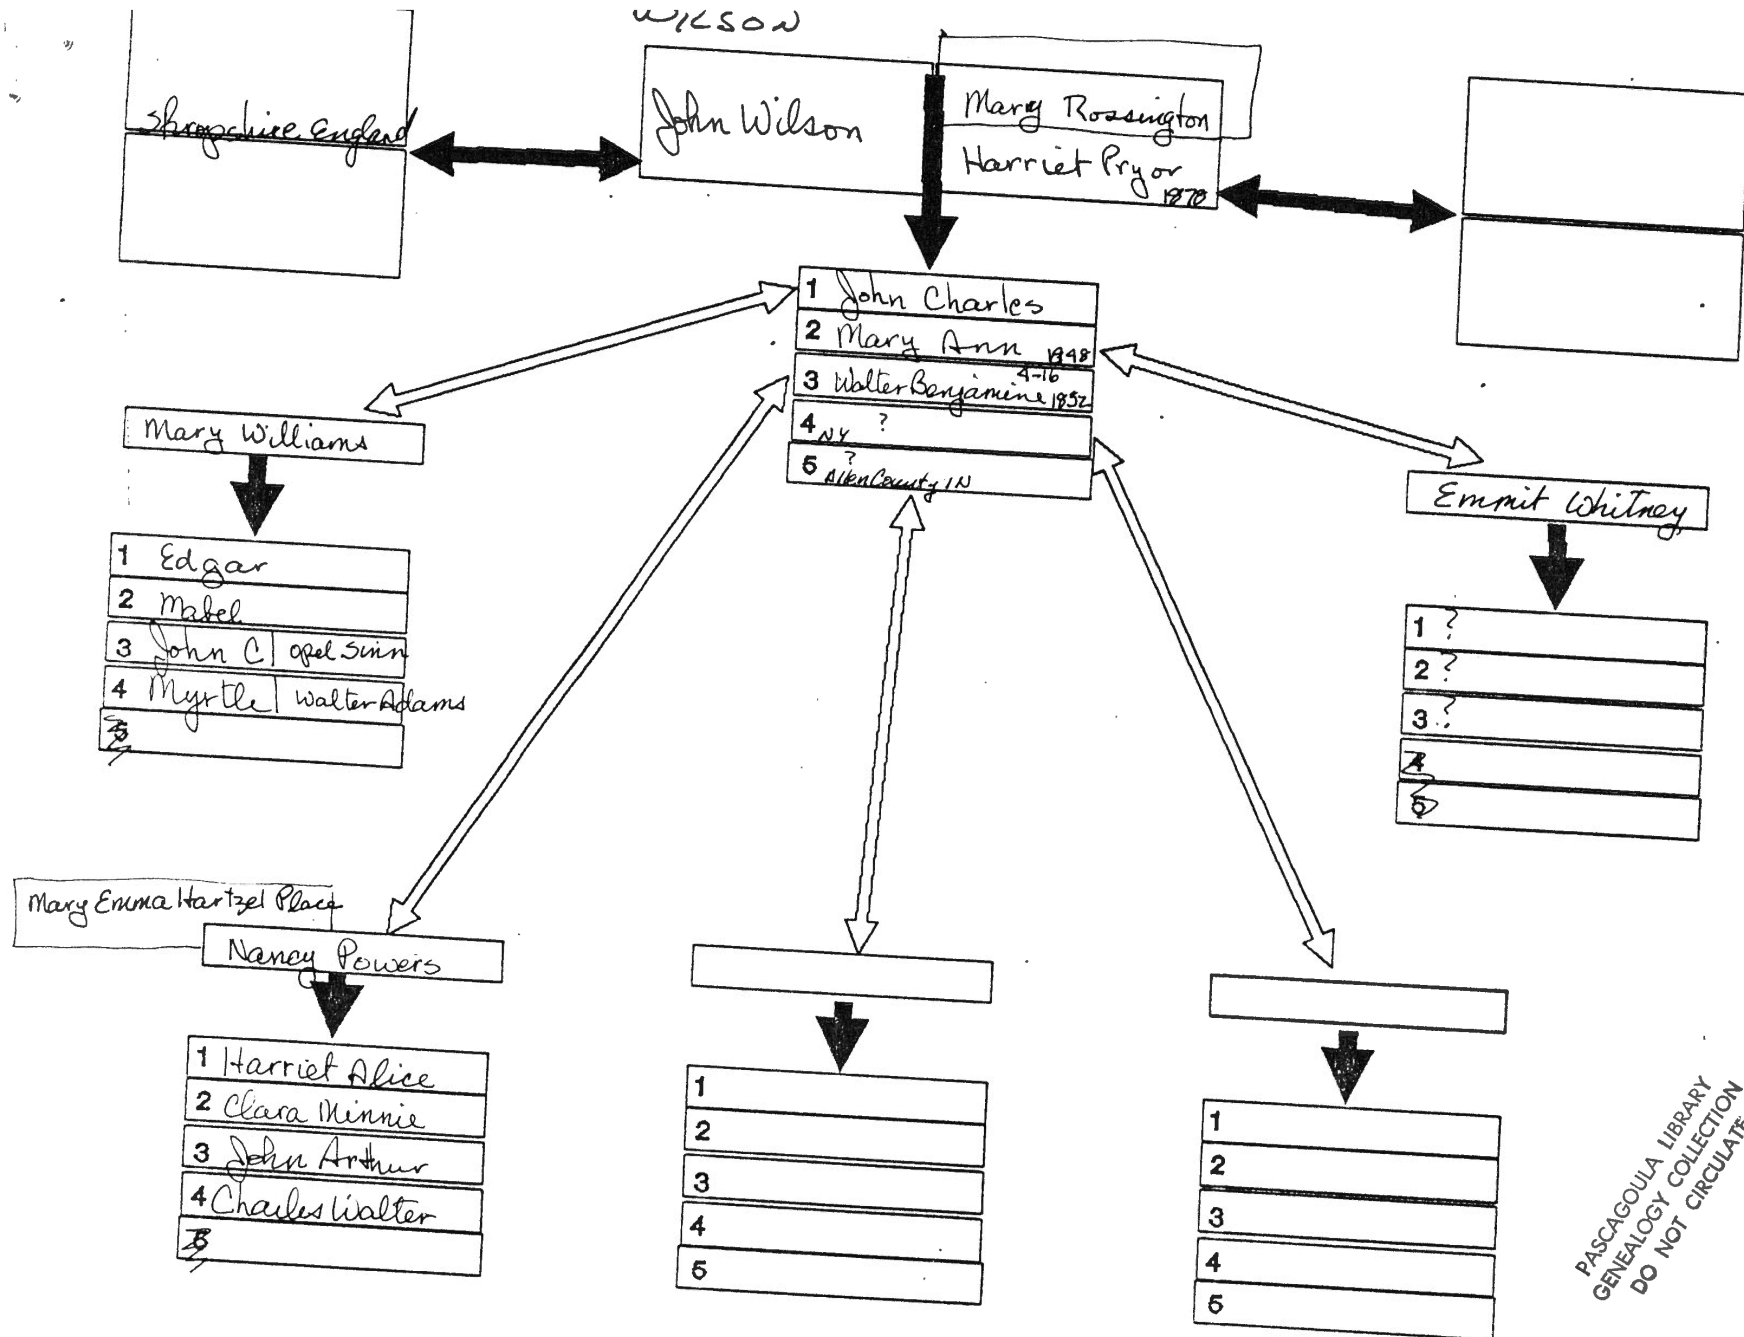 WILSON
Shropshire England
John Wilson
Mary Rossington
Harriet Pryor
1878
1 John Charles
2 Mary Ann 1848
3 Walter Benjamine 4-16 1852
4 NY ?
5 ? Allen County IN
Mary Williams
1 Edgar
2 Mabel
3 John C | Opel Sinn
4 Myrtle | Walter Adams
5
Emmit Whitney
1 ?
2 ?
3 ?
4
5
Mary Emma Hartzel Place
Nancy Powers
1 Harriet Alice
2 Clara Minnie
3 John Arthur
4 Charles Walter
5
1
2
3
4
5
1
2
3
4
5
PASCAGOULA LIBRARY
GENEALOGY COLLECTION
DO NOT CIRCULATE